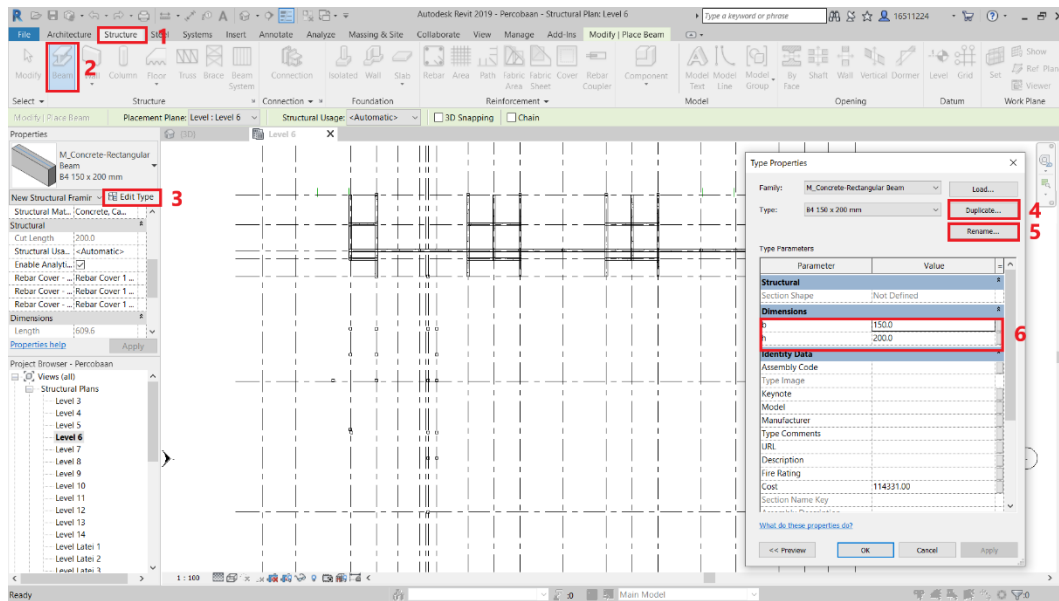 Autodesk Revit 2019 - Percobaan - Structural Plan: Level 6
Type a keyword or phrase
16511224
File Architecture Structure Steel Systems Insert Annotate Analyze Massing & Site Collaborate View Manage Add-Ins Modify | Place Beam
1
2
Modify Beam Wall Column Floor Truss Brace Beam System
Connection
Isolated Wall Slab
Rebar Area Path Fabric Area Fabric Sheet Cover Rebar Coupler
Component
Model Text Model Line Model Group
By Face Shaft Wall Vertical Dormer
Level Grid
Set Show Ref Plane Viewer
Select Structure Connection Foundation Reinforcement Model Opening Datum Work Plane
Modify | Place Beam Placement Plane: Level : Level 6 Structural Usage: <Automatic> 3D Snapping Chain
Properties
{3D}
Level 6 X
M_Concrete-Rectangular
Beam
B4 150 x 200 mm
New Structural Framir Edit Type
3
Structural Mat... Concrete, Ca...
Structural
Cut Length 200.0
Structural Usa... <Automatic>
Enable Analyti...
Rebar Cover - ... Rebar Cover 1 ...
Rebar Cover - ... Rebar Cover 1 ...
Rebar Cover - ... Rebar Cover 1 ...
Dimensions
Length 609.6
Properties help Apply
Project Browser - Percobaan
Views (all)
Structural Plans
Level 3
Level 4
Level 5
Level 6
Level 7
Level 8
Level 9
Level 10
Level 11
Level 12
Level 13
Level 14
Level Latei 1
Level Latei 2
Level Latei 3
Type Properties
Family: M_Concrete-Rectangular Beam Load...
Type: B4 150 x 200 mm Duplicate...
4
Rename...
5
Type Parameters
Parameter Value =
Structural
Section Shape Not Defined
Dimensions
b 150.0
h 200.0
6
Identity Data
Assembly Code
Type Image
Keynote
Model
Manufacturer
Type Comments
URL
Description
Fire Rating
Cost 114331.00
Section Name Key
What do these properties do?
<< Preview OK Cancel Apply
1 : 100
Ready
:0
Main Model
:0